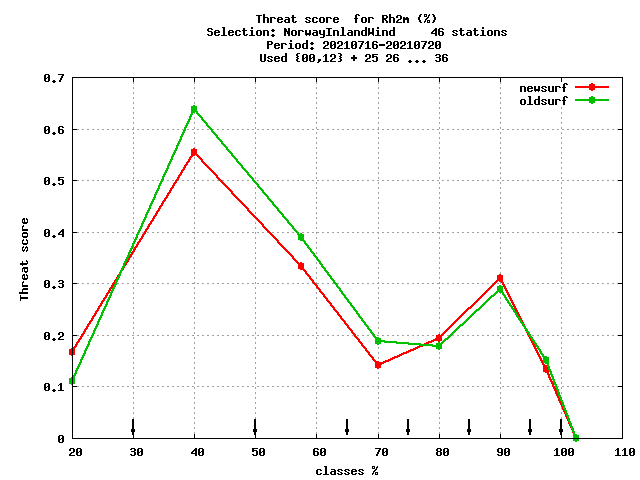 Threat score  for Rh2m (%)
Selection: NorwayInlandWind     46 stations
Period: 20210716-20210720
Used {00,12} + 25 26 ... 36
newsurf
oldsurf
0.7
0.6
0.5
0.4
0.3
0.2
0.1
0
Threat score
20 30 40 50 60 70 80 90 100 110
classes %